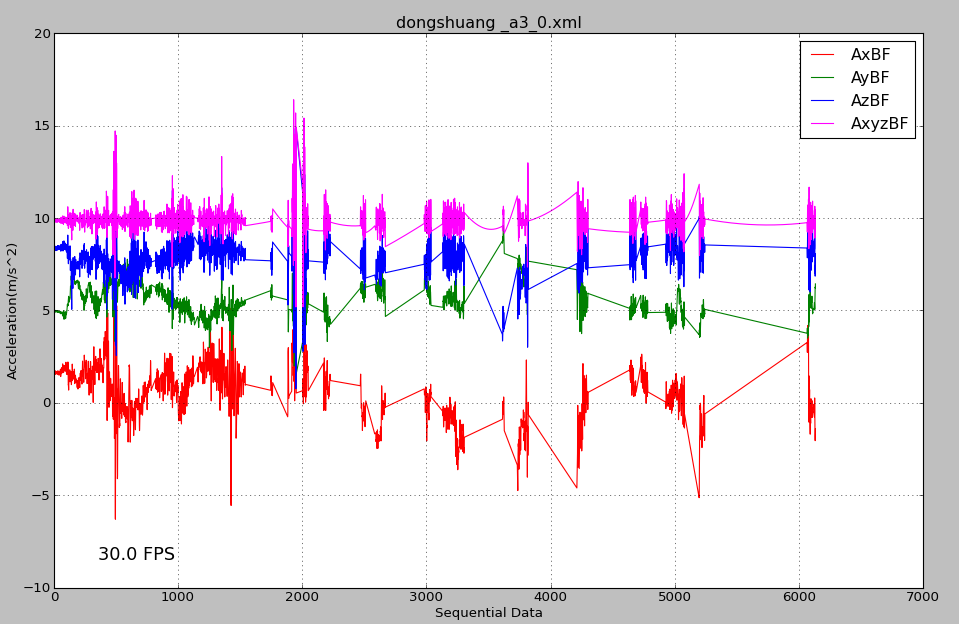 dongshuang _a3_0.xml
20
15
10
5
0
−5
−10
Acceleration(m/s^2)
AxBF
AyBF
AzBF
AxyzBF
30.0 FPS
0 1000 2000 3000 4000 5000 6000 7000
Sequential Data